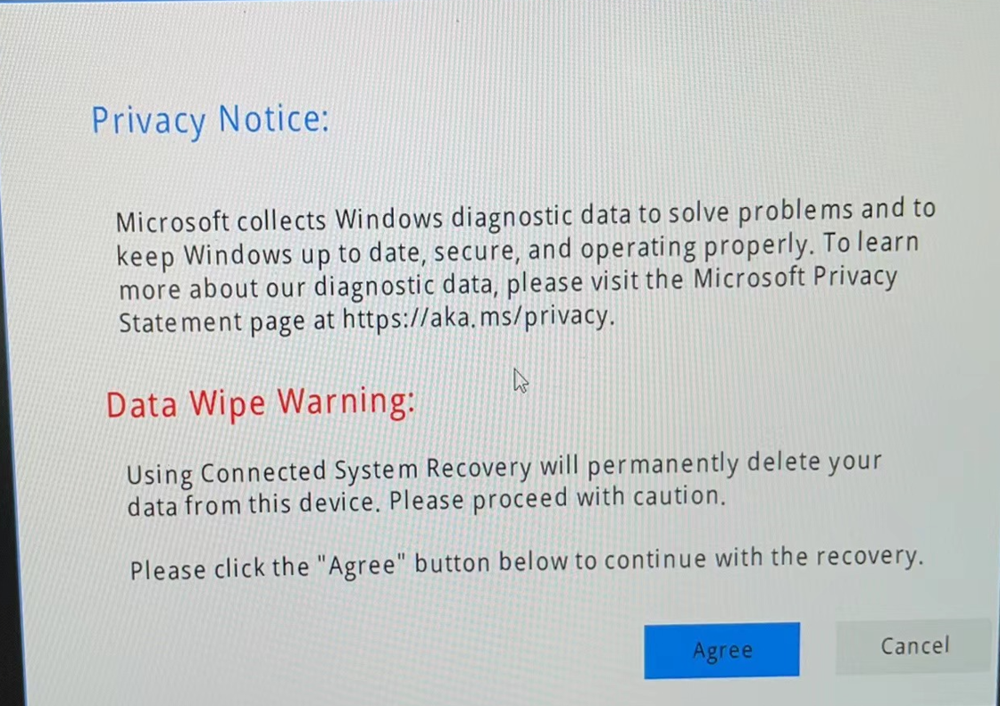 Privacy Notice:
Microsoft collects Windows diagnostic data to solve problems and to
keep Windows up to date, secure, and operating properly. To learn
more about our diagnostic data, please visit the Microsoft Privacy
Statement page at https://aka.ms/privacy.
Data Wipe Warning:
Using Connected System Recovery will permanently delete your
data from this device. Please proceed with caution.
Please click the "Agree" button below to continue with the recovery.
Agree
Cancel